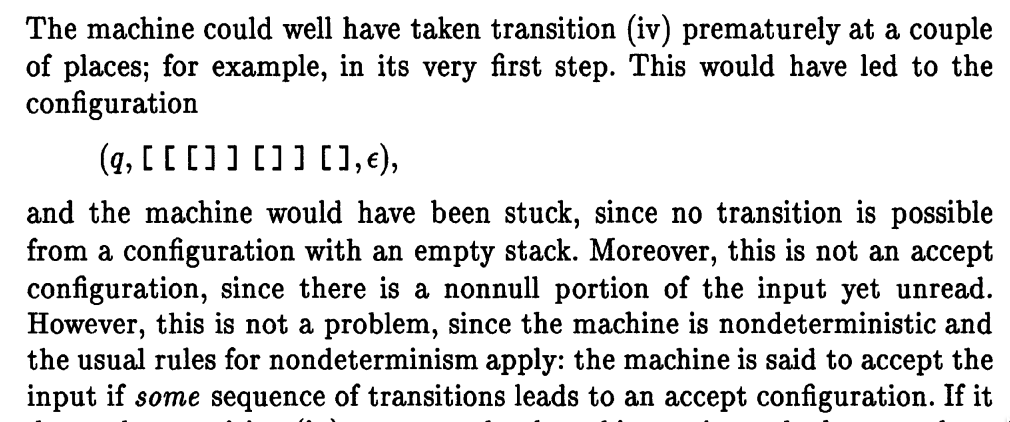 The machine could well have taken transition (iv) prematurely at a couple
of places; for example, in its very first step. This would have led to the
configuration
(q, [ [ [] ] [] ] [], ϵ),
and the machine would have been stuck, since no transition is possible
from a configuration with an empty stack. Moreover, this is not an accept
configuration, since there is a nonnull portion of the input yet unread.
However, this is not a problem, since the machine is nondeterministic and
the usual rules for nondeterminism apply: the machine is said to accept the
input if some sequence of transitions leads to an accept configuration. If it